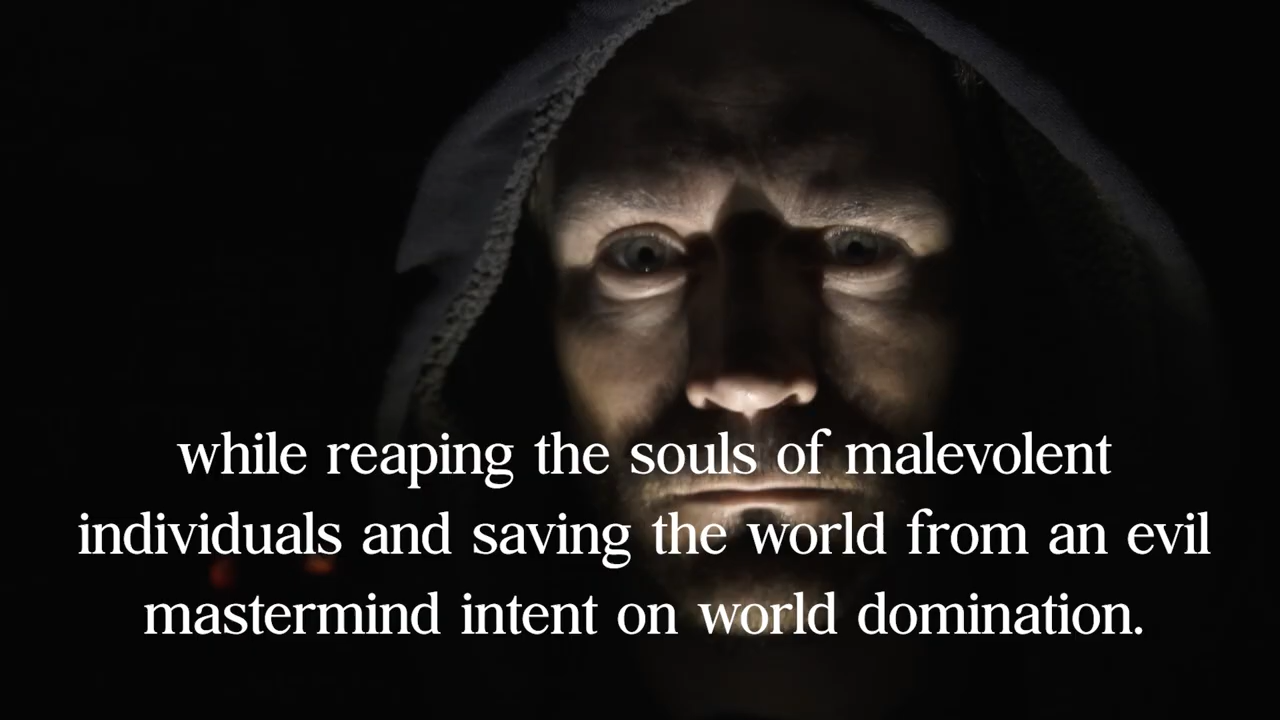 while reaping the souls of malevolent
individuals and saving the world from an evil
mastermind intent on world domination.